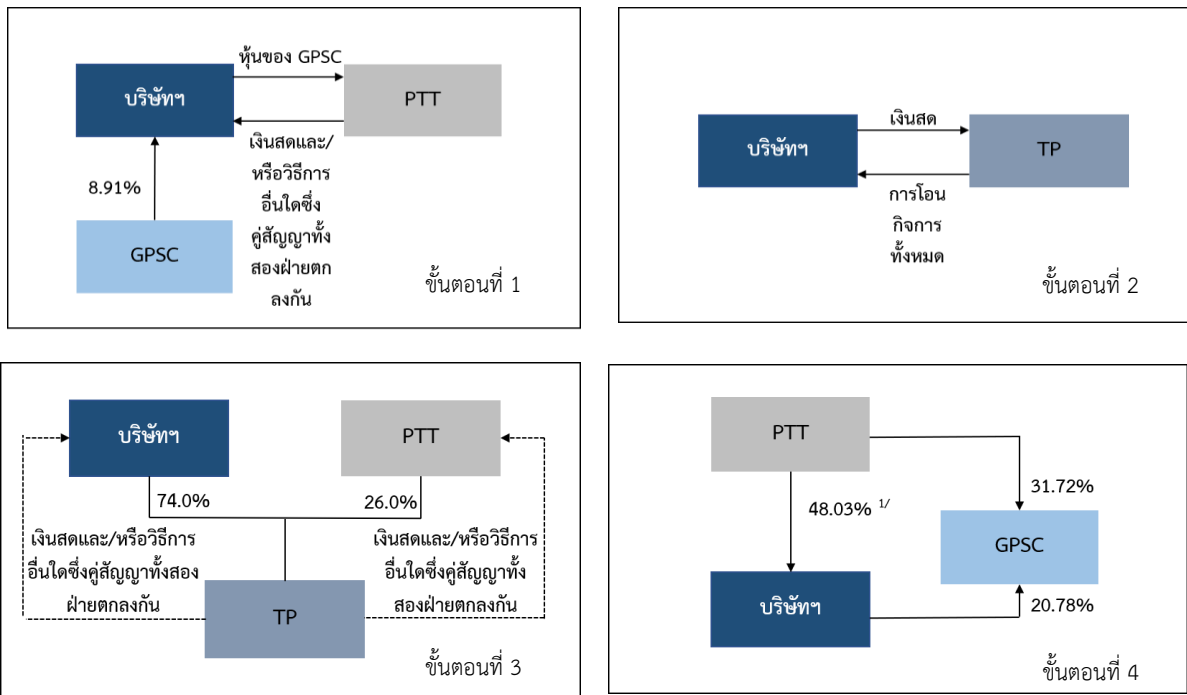 หุ้นของ GPSC
บริษัทฯ
PTT
เงินสดและ/
หรือวิธีการ
อื่นใดซึ่ง
คู่สัญญาทั้ง
สองฝ่ายตก
ลงกัน
8.91%
GPSC
ขั้นตอนที่ 1
บริษัทฯ
เงินสด
TP
การโอน
กิจการ
ทั้งหมด
ขั้นตอนที่ 2
บริษัทฯ
PTT
74.0%
26.0%
เงินสดและ/หรือวิธีการ
อื่นใดซึ่งคู่สัญญาทั้งสอง
ฝ่ายตกลงกัน
เงินสดและ/หรือวิธีการ
อื่นใดซึ่งคู่สัญญาทั้ง
สองฝ่ายตกลงกัน
TP
ขั้นตอนที่ 3
PTT
48.03% 1/
31.72%
GPSC
บริษัทฯ
20.78%
ขั้นตอนที่ 4